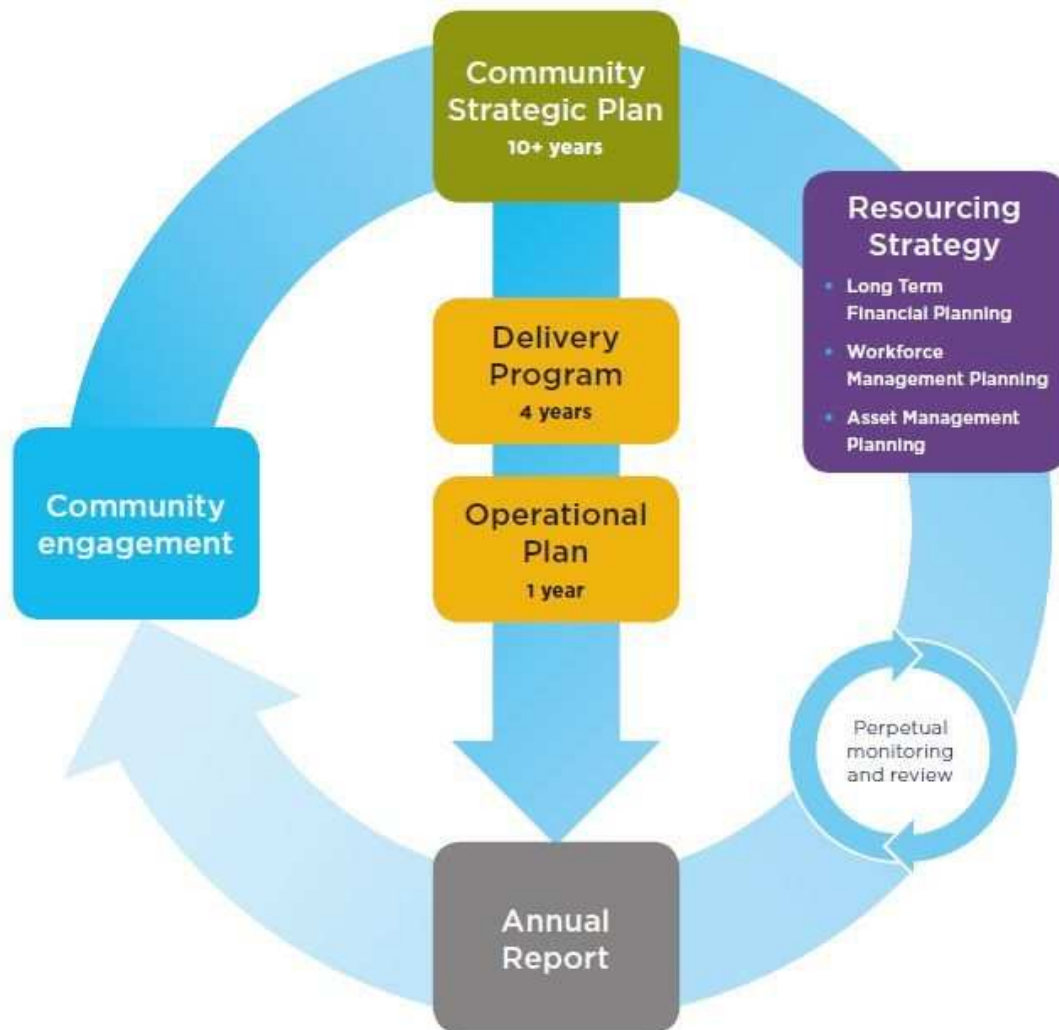 Community
Strategic Plan
10+ years
Resourcing
Strategy
• Long Term
Financial Planning
• Workforce
Management Planning
• Asset Management
Planning
Delivery
Program
4 years
Operational
Plan
1 year
Community
engagement
Perpetual
monitoring
and review
Annual
Report